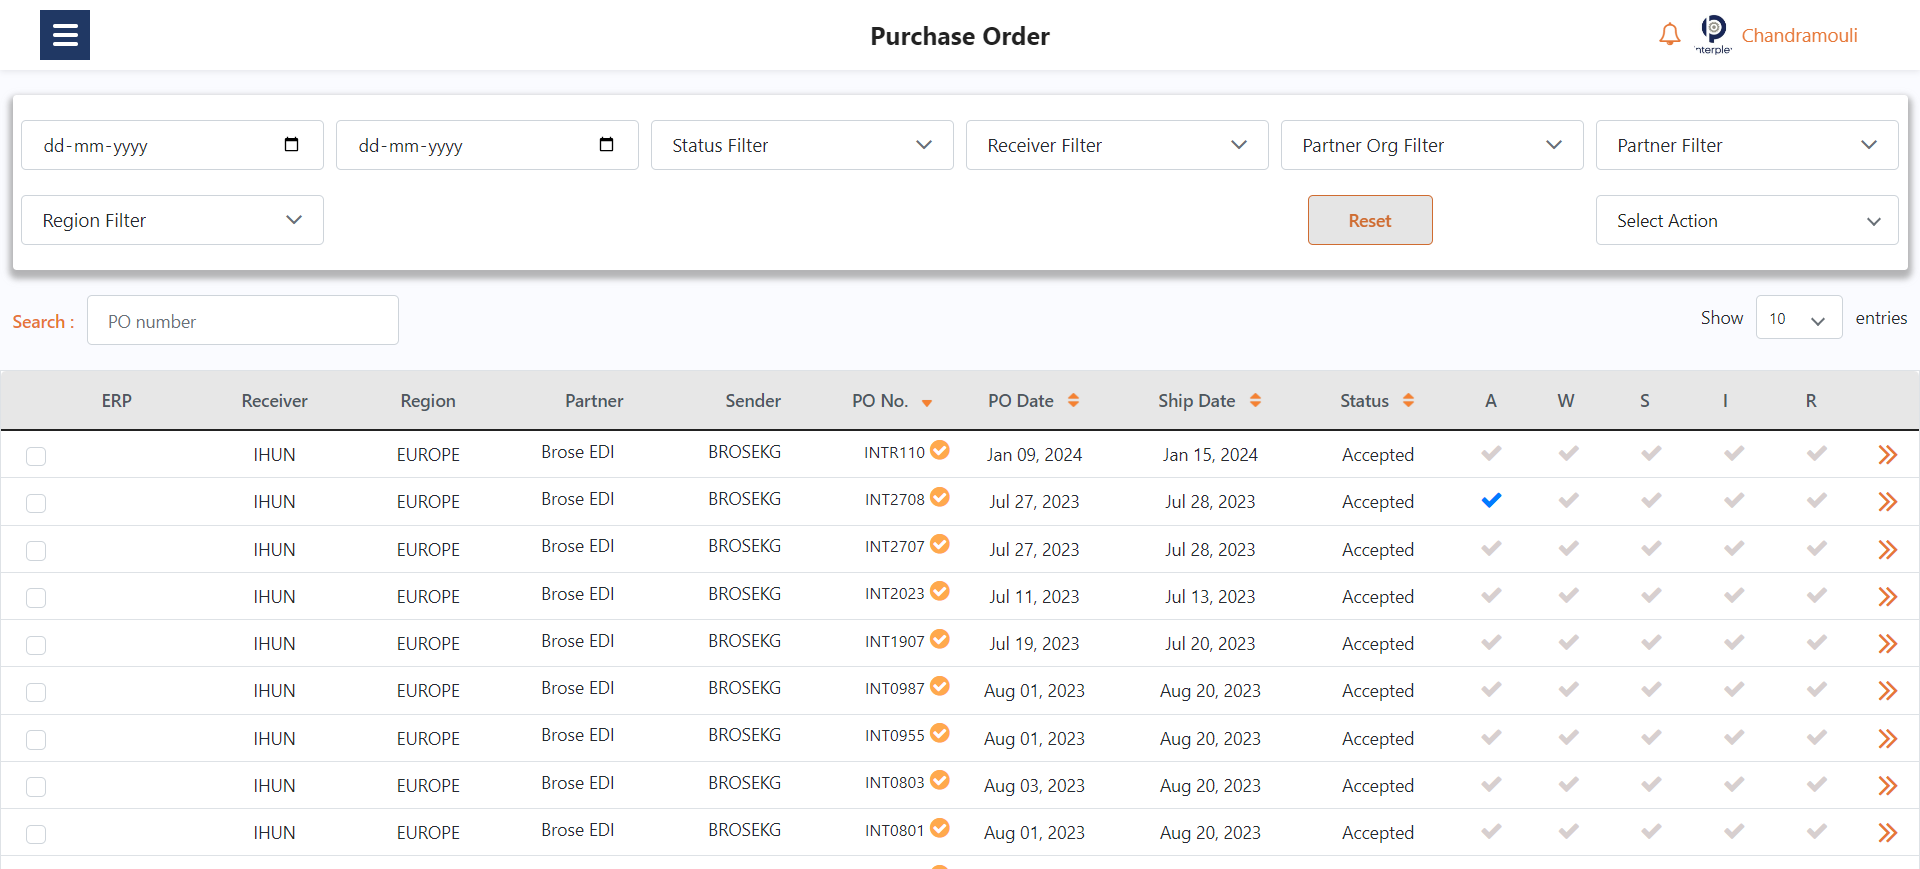 Purchase Order
Chandramouli
dd-mm-yyyy dd-mm-yyyy Status Filter Receiver Filter Partner Org Filter Partner Filter
Region Filter Reset Select Action
Search : PO number Show 10 entries
ERP Receiver Region Partner Sender PO No. PO Date Ship Date Status A W S I R
IHUN EUROPE Brose EDI BROSEKG INTR110 Jan 09, 2024 Jan 15, 2024 Accepted
IHUN EUROPE Brose EDI BROSEKG INT2708 Jul 27, 2023 Jul 28, 2023 Accepted
IHUN EUROPE Brose EDI BROSEKG INT2707 Jul 27, 2023 Jul 28, 2023 Accepted
IHUN EUROPE Brose EDI BROSEKG INT2023 Jul 11, 2023 Jul 13, 2023 Accepted
IHUN EUROPE Brose EDI BROSEKG INT1907 Jul 19, 2023 Jul 20, 2023 Accepted
IHUN EUROPE Brose EDI BROSEKG INT0987 Aug 01, 2023 Aug 20, 2023 Accepted
IHUN EUROPE Brose EDI BROSEKG INT0955 Aug 01, 2023 Aug 20, 2023 Accepted
IHUN EUROPE Brose EDI BROSEKG INT0803 Aug 03, 2023 Aug 20, 2023 Accepted
IHUN EUROPE Brose EDI BROSEKG INT0801 Aug 01, 2023 Aug 20, 2023 Accepted